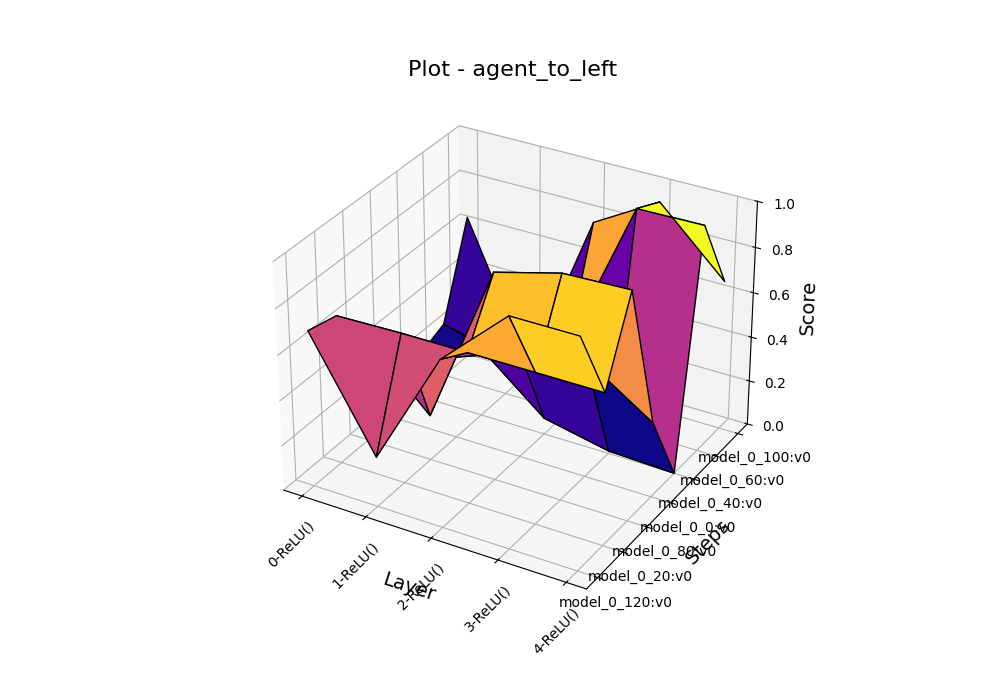 Plot - agent_to_left
1.0
0.8
0.6
0.4
0.2
0.0
Score
model_0_100:v0
model_0_60:v0
model_0_40:v0
model_0_0:v0
model_0_80:v0
model_0_20:v0
model_0_120:v0
Steps
0-ReLU()
1-ReLU()
2-ReLU()
3-ReLU()
4-ReLU()
Layer